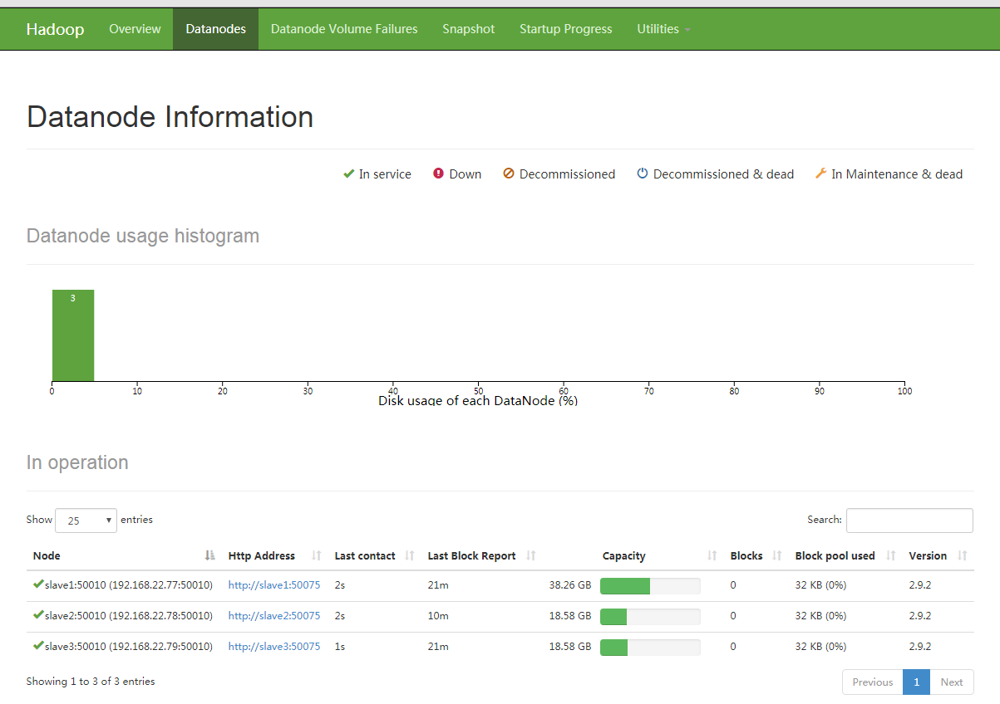 Hadoop Overview Datanodes Datanode Volume Failures Snapshot Startup Progress Utilities
Datanode Information
In service Down Decommissioned Decommissioned & dead In Maintenance & dead
Datanode usage histogram
3
0 10 20 30 40 50 60 70 80 90 100
Disk usage of each DataNode (%)
In operation
Show 25 entries Search:
Node Http Address Last contact Last Block Report Capacity Blocks Block pool used Version
slave1:50010 (192.168.22.77:50010) http://slave1:50075 2s 21m 38.26 GB 0 32 KB (0%) 2.9.2
slave2:50010 (192.168.22.78:50010) http://slave2:50075 2s 10m 18.58 GB 0 32 KB (0%) 2.9.2
slave3:50010 (192.168.22.79:50010) http://slave3:50075 1s 21m 18.58 GB 0 32 KB (0%) 2.9.2
Showing 1 to 3 of 3 entries Previous 1 Next